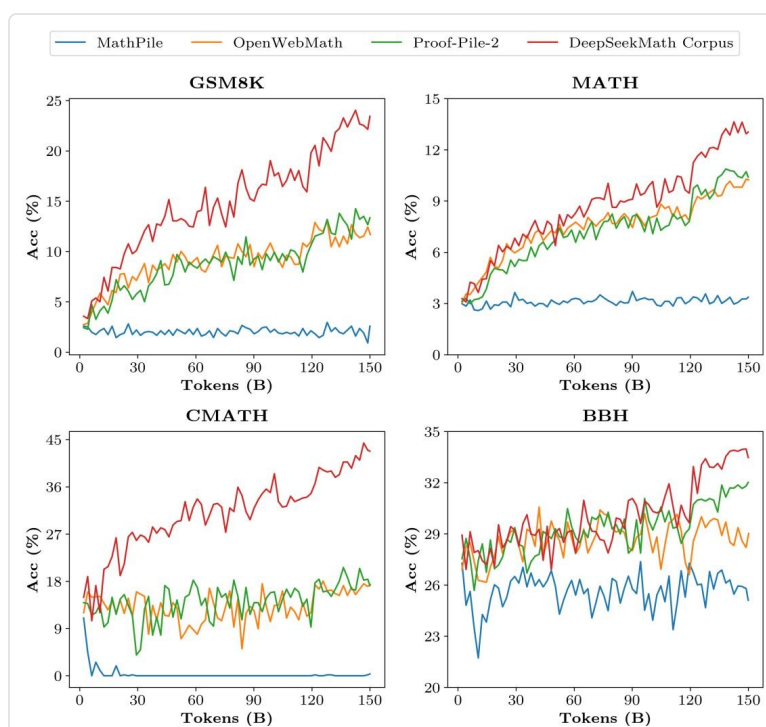 MathPile OpenWebMath Proof-Pile-2 DeepSeekMath Corpus
GSM8K
25
20
15
10
5
0
Acc (%)
0 30 60 90 120 150
Tokens (B)
MATH
15
12
9
6
3
0
Acc (%)
0 30 60 90 120 150
Tokens (B)
CMATH
45
36
27
18
9
0
Acc (%)
0 30 60 90 120 150
Tokens (B)
BBH
35
32
29
26
23
20
Acc (%)
0 30 60 90 120 150
Tokens (B)